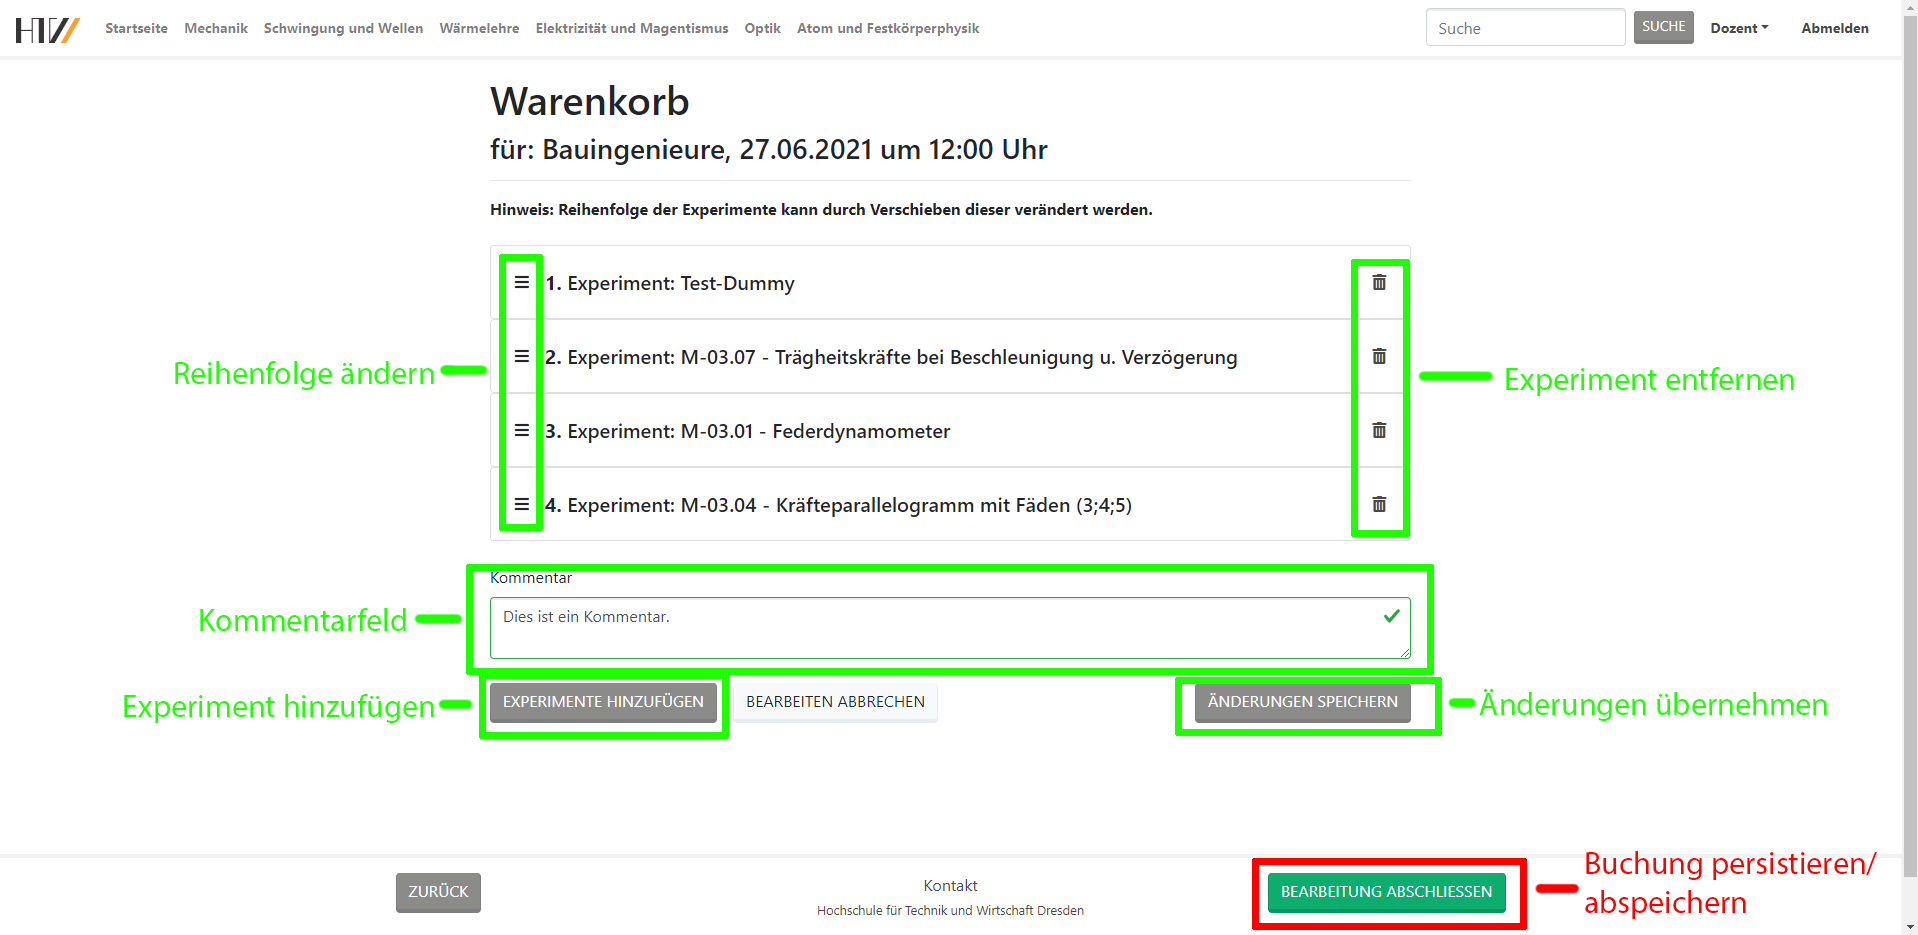 HTW Startseite Mechanik Schwingung und Wellen Wärmelehre Elektrizität und Magentismus Optik Atom und Festkörperphysik Suche SUCHE Dozent Abmelden
Warenkorb
für: Bauingenieure, 27.06.2021 um 12:00 Uhr
Hinweis: Reihenfolge der Experimente kann durch Verschieben dieser verändert werden.
1. Experiment: Test-Dummy
2. Experiment: M-03.07 - Trägheitskräfte bei Beschleunigung u. Verzögerung
Reihenfolge ändern
Experiment entfernen
3. Experiment: M-03.01 - Federdynamometer
4. Experiment: M-03.04 - Kräfteparallelogramm mit Fäden (3;4;5)
Kommentar
Kommentarfeld
Dies ist ein Kommentar.
Experiment hinzufügen
EXPERIMENTE HINZUFÜGEN BEARBEITEN ABBRECHEN ÄNDERUNGEN SPEICHERN
Änderungen übernehmen
ZURÜCK
Kontakt
Hochschule für Technik und Wirtschaft Dresden
BEARBEITUNG ABSCHLIESSEN
Buchung persistieren/
abspeichern